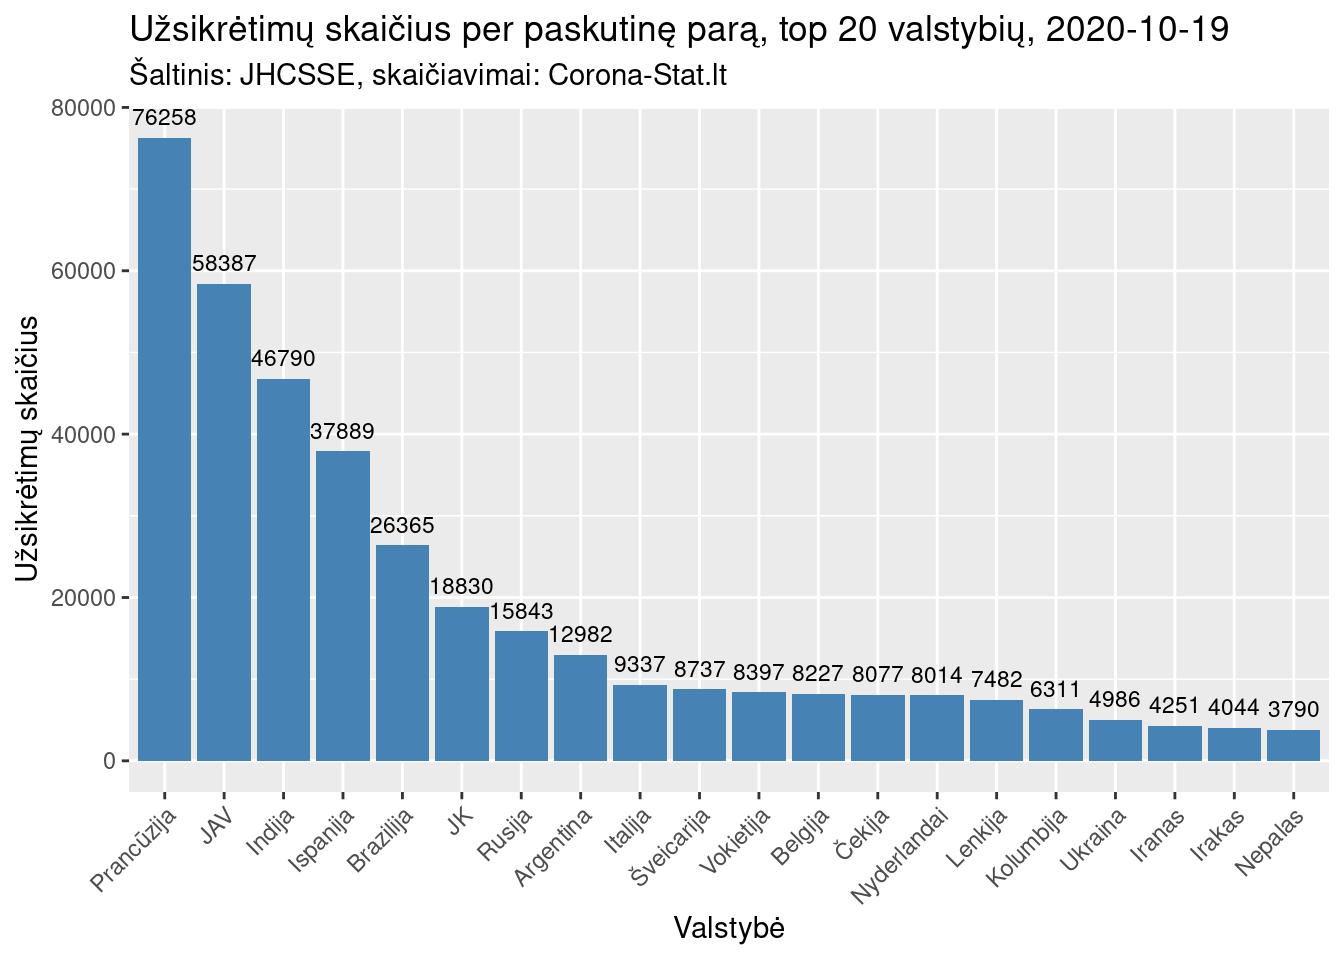 Užsikrėtimų skaičius per paskutinę parą, top 20 valstybių, 2020-10-19
Šaltinis: JHCSSE, skaičiavimai: Corona-Stat.lt
Užsikrėtimų skaičius
80000
60000
40000
20000
0
76258
58387
46790
37889
26365
18830
15843
12982
9337
8737
8397
8227
8077
8014
7482
6311
4986
4251
4044
3790
Prancūzija
JAV
Indija
Ispanija
Brazilija
JK
Rusija
Argentina
Italija
Šveicarija
Vokietija
Belgija
Čekija
Nyderlandai
Lenkija
Kolumbija
Ukraina
Iranas
Irakas
Nepalas
Valstybė